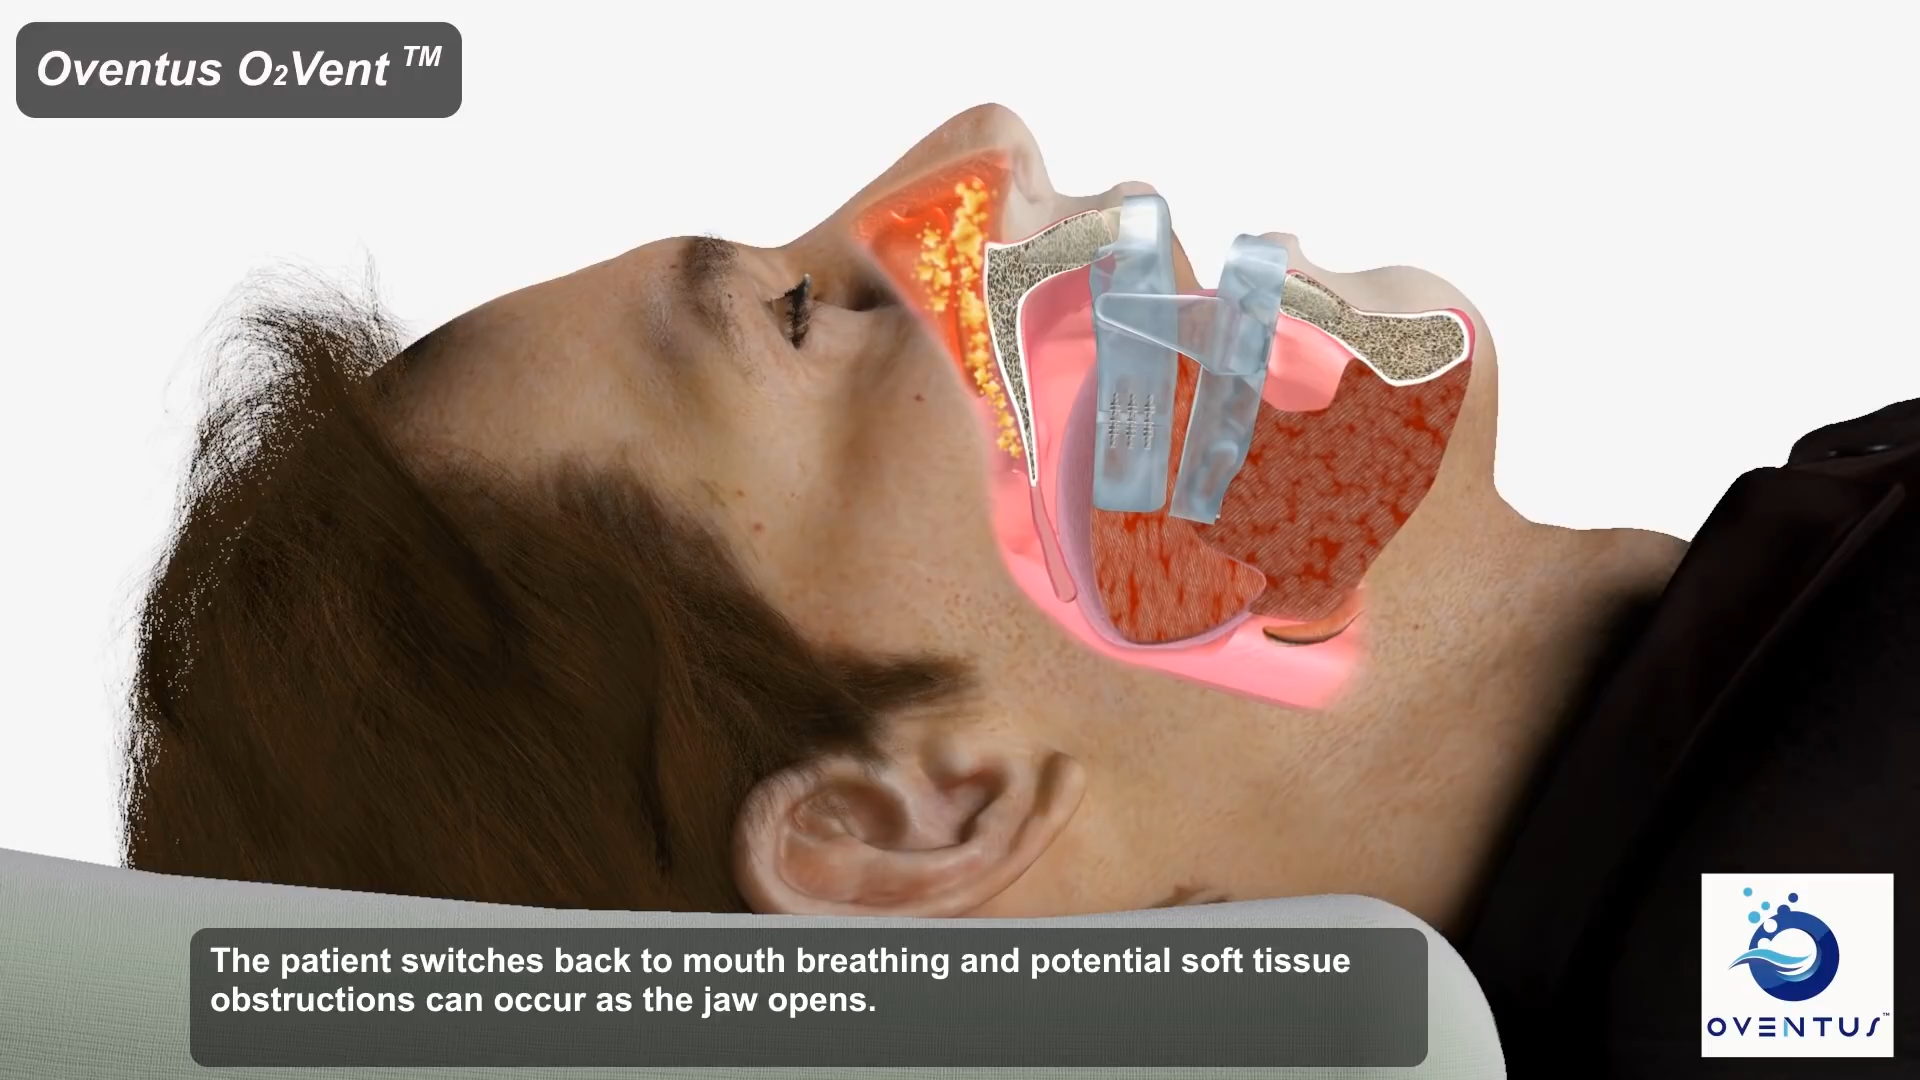 Oventus O₂Vent ™
The patient switches back to mouth breathing and potential soft tissue
obstructions can occur as the jaw opens.
OVENTUS™